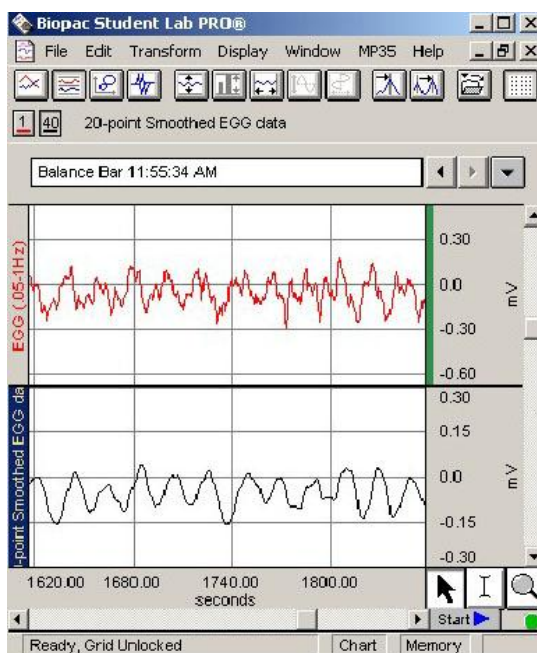 Biopac Student Lab PRO®
File Edit Transform Display Window MP35 Help
1 40 20-point Smoothed EGG data
Balance Bar 11:55:34 AM
EGG (.05-1Hz)
0.30
0.0
-0.30
-0.60
mV
-point Smoothed EGG da
0.30
0.15
0.0
-0.15
-0.30
mV
1620.00 1680.00 1740.00 1800.00
seconds
Start
Ready, Grid Unlocked Chart Memory